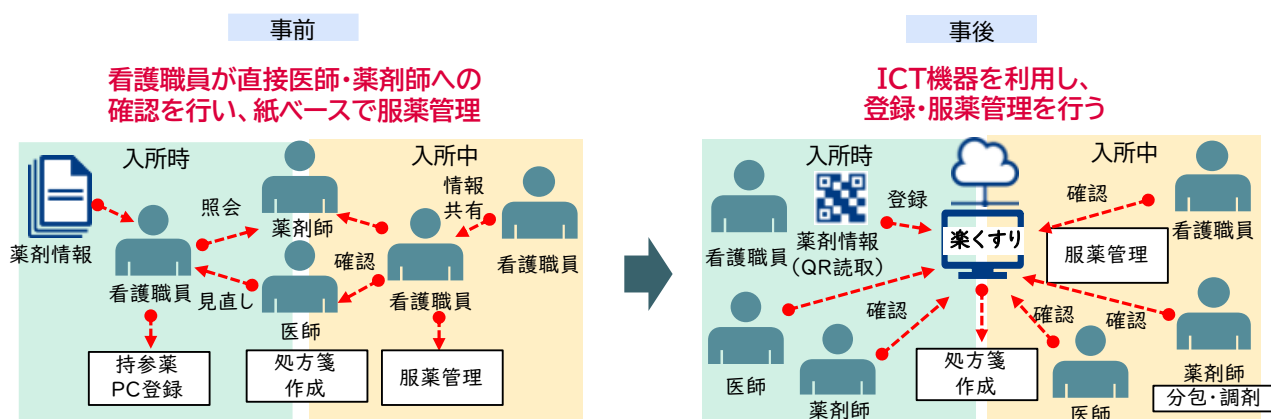 事前
看護職員が直接医師・薬剤師への
確認を行い、紙ベースで服薬管理
入所時
入所中
薬剤情報
照会
薬剤師
情報
共有
看護職員
看護職員
見直し
医師
確認
看護職員
持参薬
PC登録
処方箋
作成
服薬管理
事後
ICT機器を利用し、
登録・服薬管理を行う
入所時
入所中
看護職員
薬剤情報
(QR読取)
登録
楽くすり
確認
看護職員
服薬管理
医師
確認
薬剤師
処方箋
作成
確認
医師
確認
薬剤師
分包・調剤